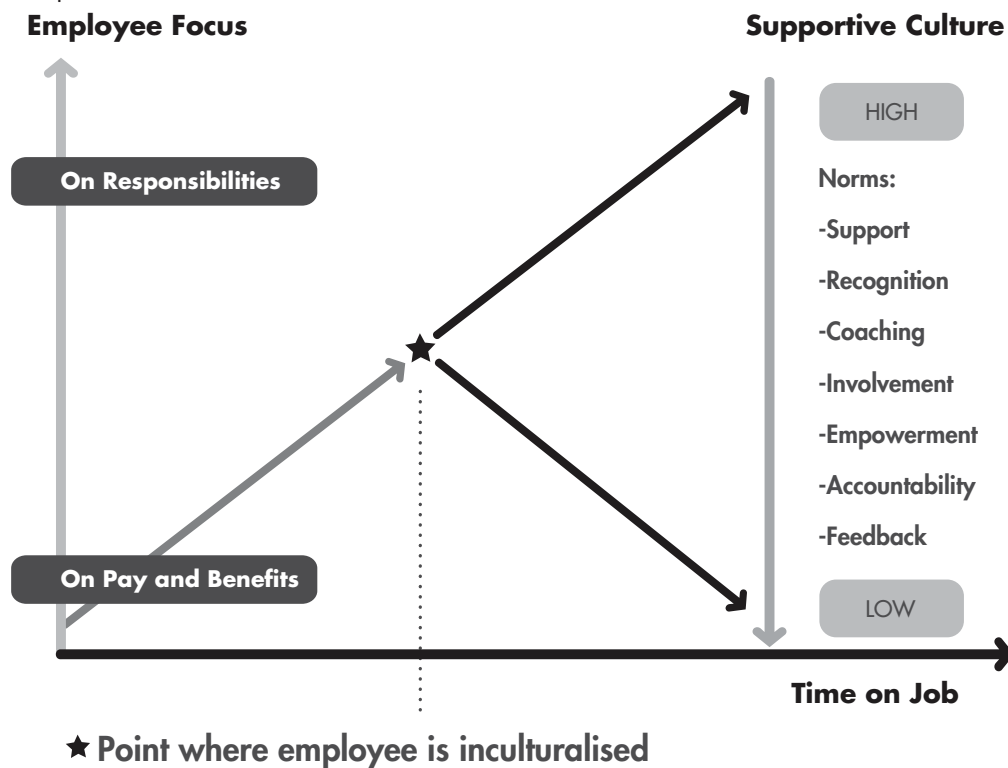 Employee Focus
Supportive Culture
HIGH
On Responsibilities
Norms:
-Support
-Recognition
-Coaching
-Involvement
-Empowerment
-Accountability
-Feedback
On Pay and Benefits
LOW
Time on Job
Point where employee is inculturalised